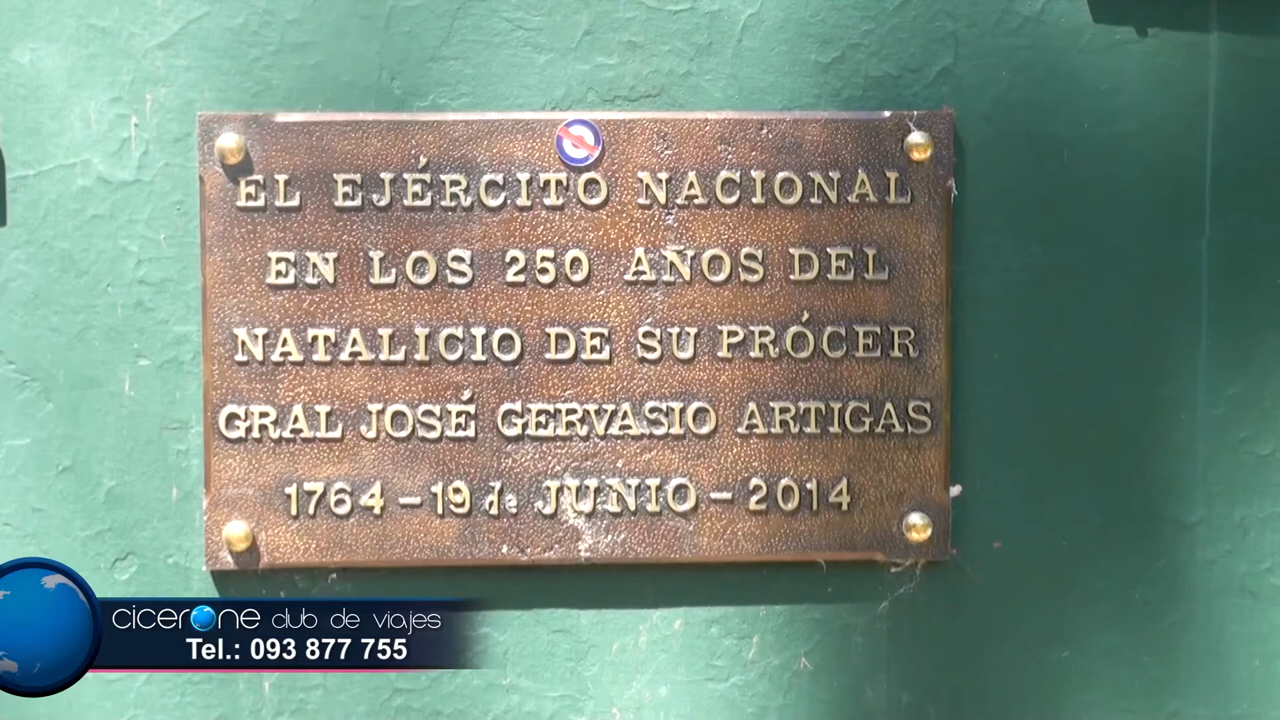 EL EJÉRCITO NACIONAL
EN LOS 250 AÑOS DEL
NATALICIO DE SU PRÓCER
GRAL JOSÉ GERVASIO ARTIGAS
1764 - 19 de JUNIO - 2014
cicerone club de viajes
Tel.: 093 877 755